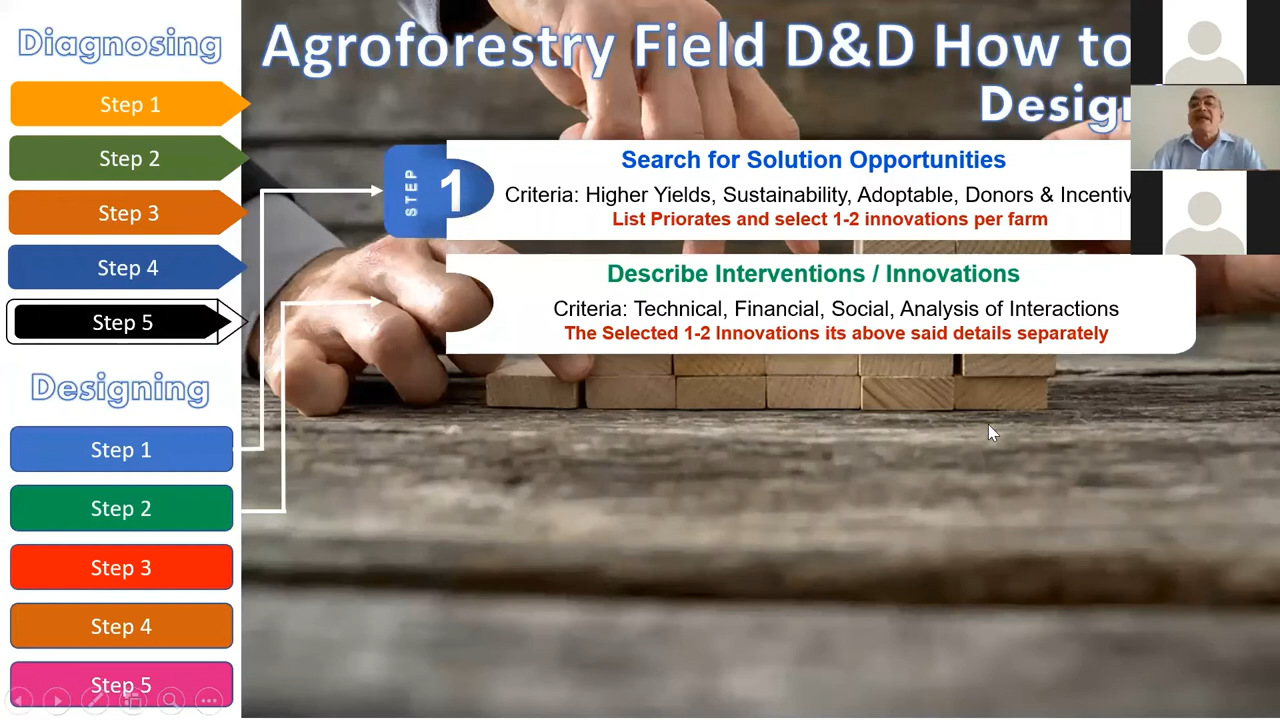 Diagnosing
Step 1
Step 2
Step 3
Step 4
Step 5
Designing
Step 1
Step 2
Step 3
Step 4
Step 5
Agroforestry Field D&D How to
STEP
1
Search for Solution Opportunities
Criteria: Higher Yields, Sustainability, Adoptable, Donors &
List Priorates and select 1-2 innovations per farm
Describe Interventions / Innovations
Criteria: Technical, Financial, Social, Analysis of Interactions
The Selected 1-2 Innovations its above said details separately